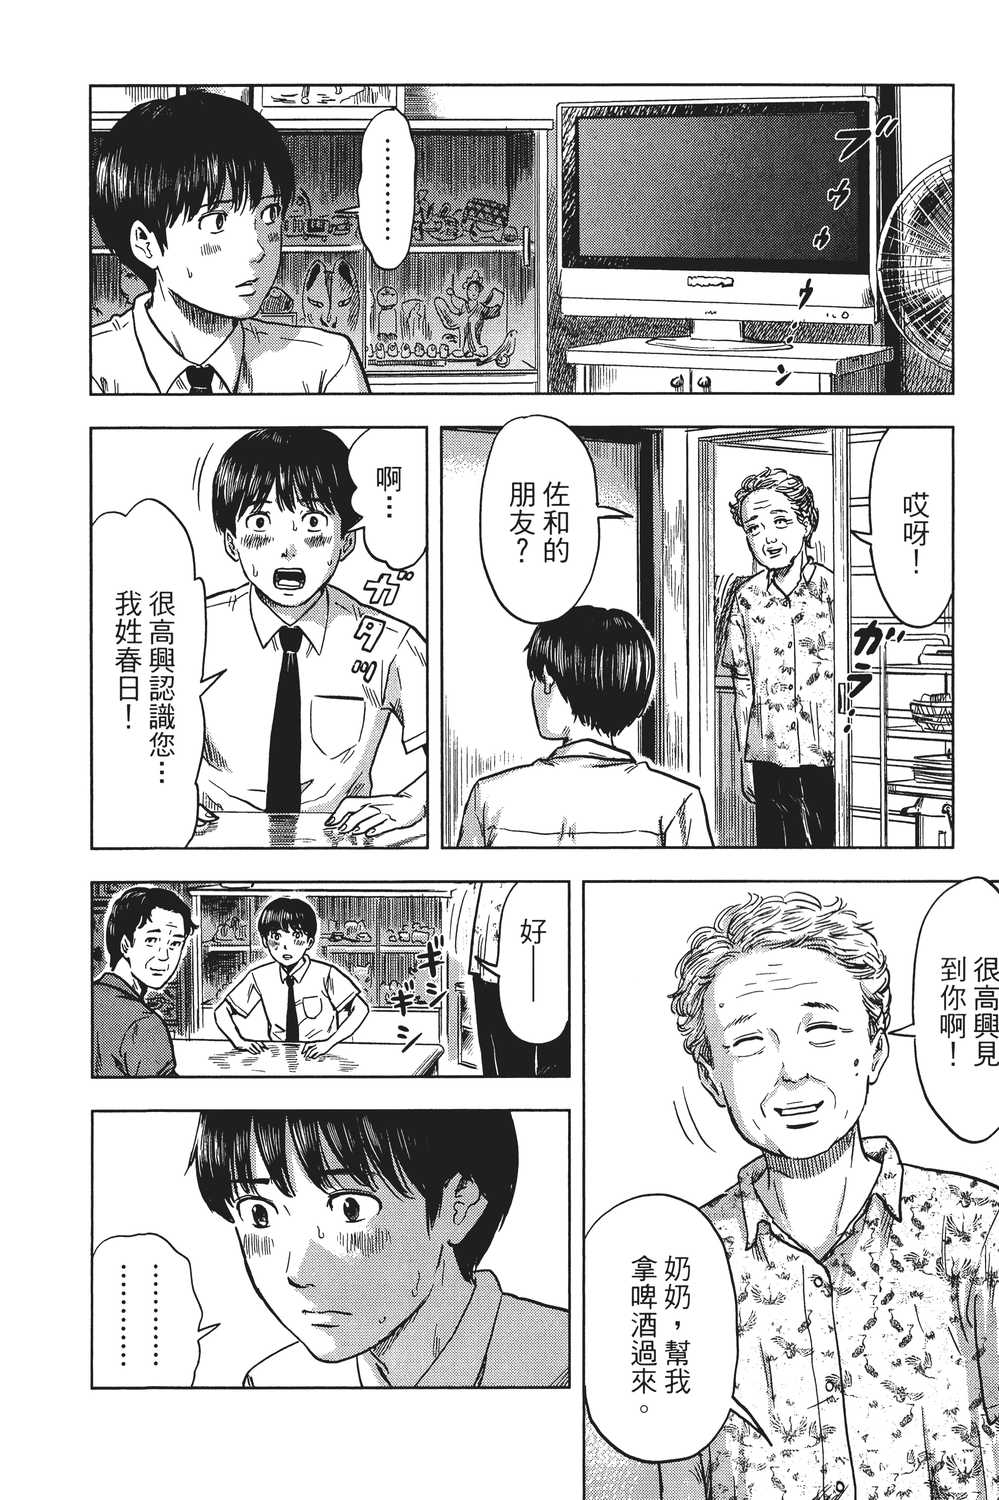 …………
ブゥゥ
ウ…ン
哎呀！
ガラ…
佐和的
朋友？
啊…
ガタッ
很高興認識您…
我姓春日！
很高興見
到你啊！
奶奶，幫我
拿啤酒過來。
好——
ギシ
ギシ
…………
…………